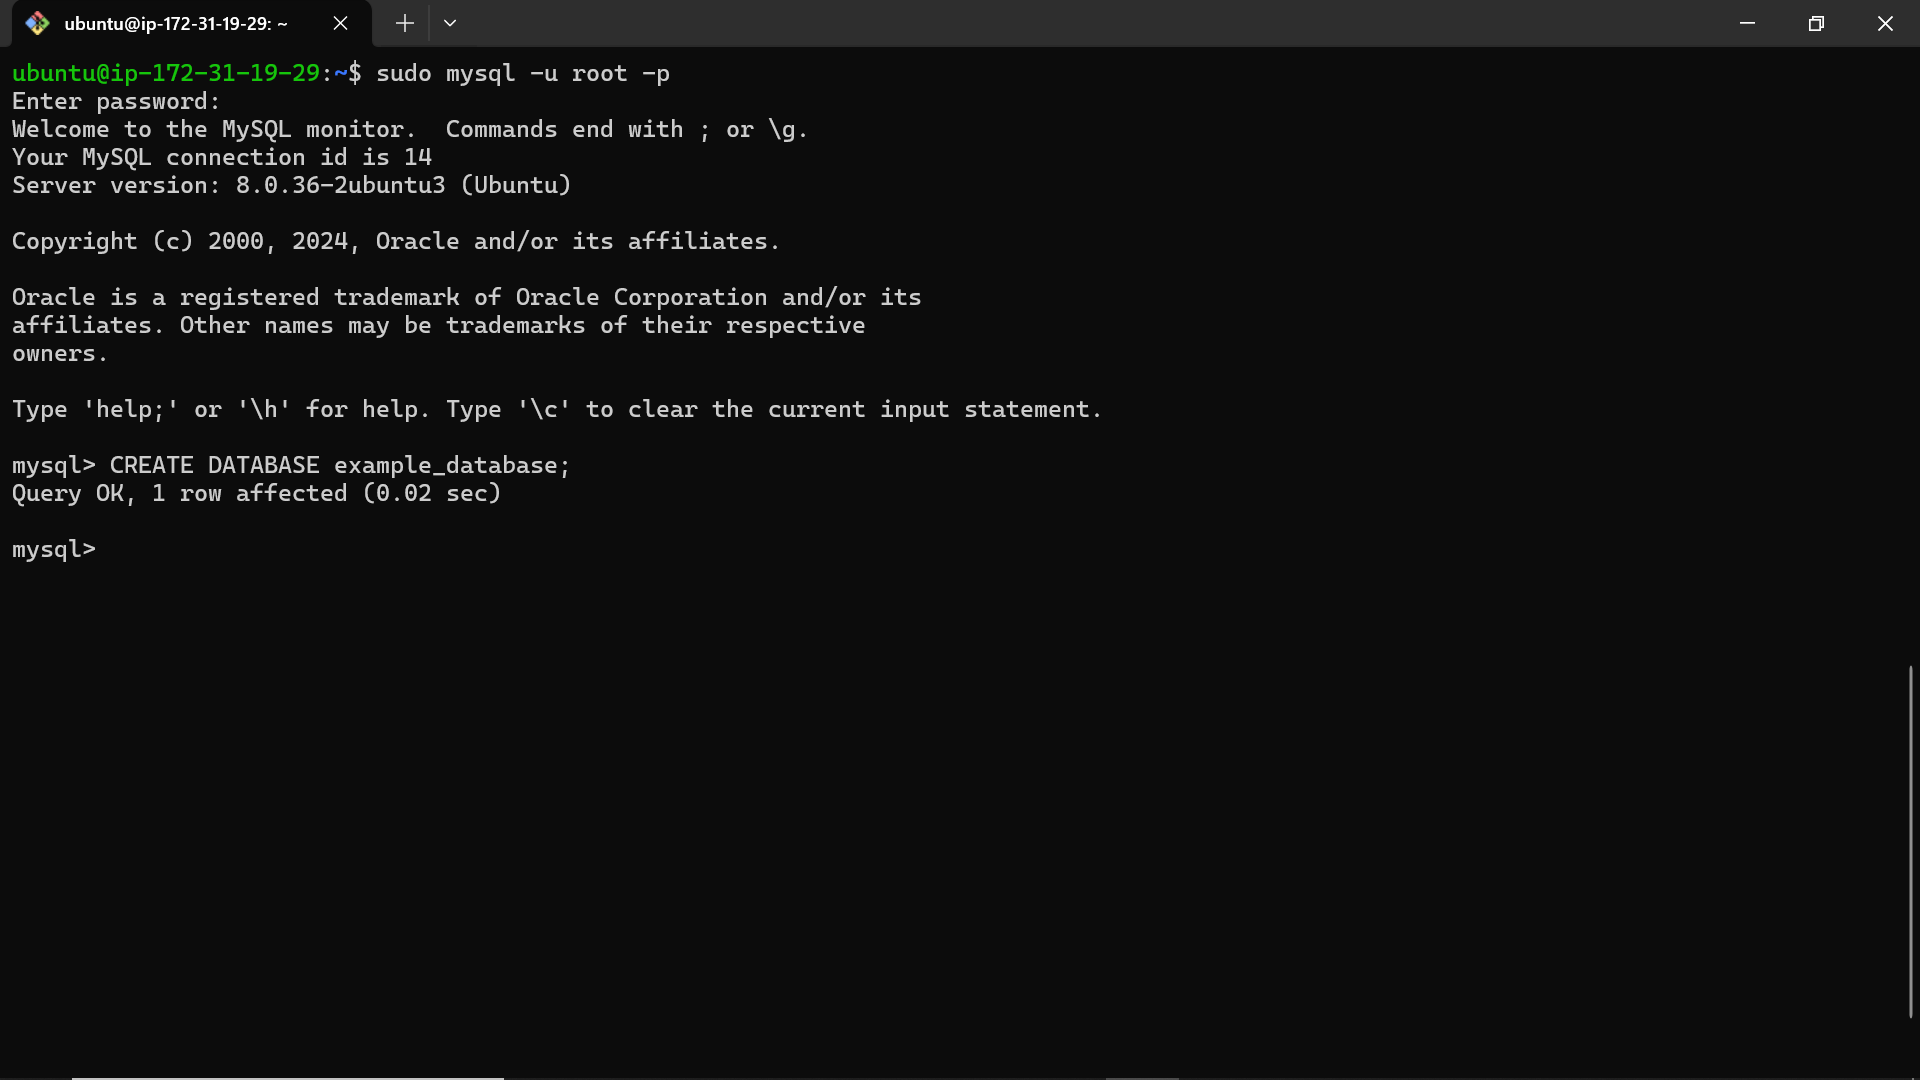 ubuntu@ip-172-31-19-29: ~
ubuntu@ip-172-31-19-29:~$ sudo mysql -u root -p
Enter password:
Welcome to the MySQL monitor.  Commands end with ; or \g.
Your MySQL connection id is 14
Server version: 8.0.36-2ubuntu3 (Ubuntu)
Copyright (c) 2000, 2024, Oracle and/or its affiliates.
Oracle is a registered trademark of Oracle Corporation and/or its
affiliates. Other names may be trademarks of their respective
owners.
Type 'help;' or '\h' for help. Type '\c' to clear the current input statement.
mysql> CREATE DATABASE example_database;
Query OK, 1 row affected (0.02 sec)
mysql>